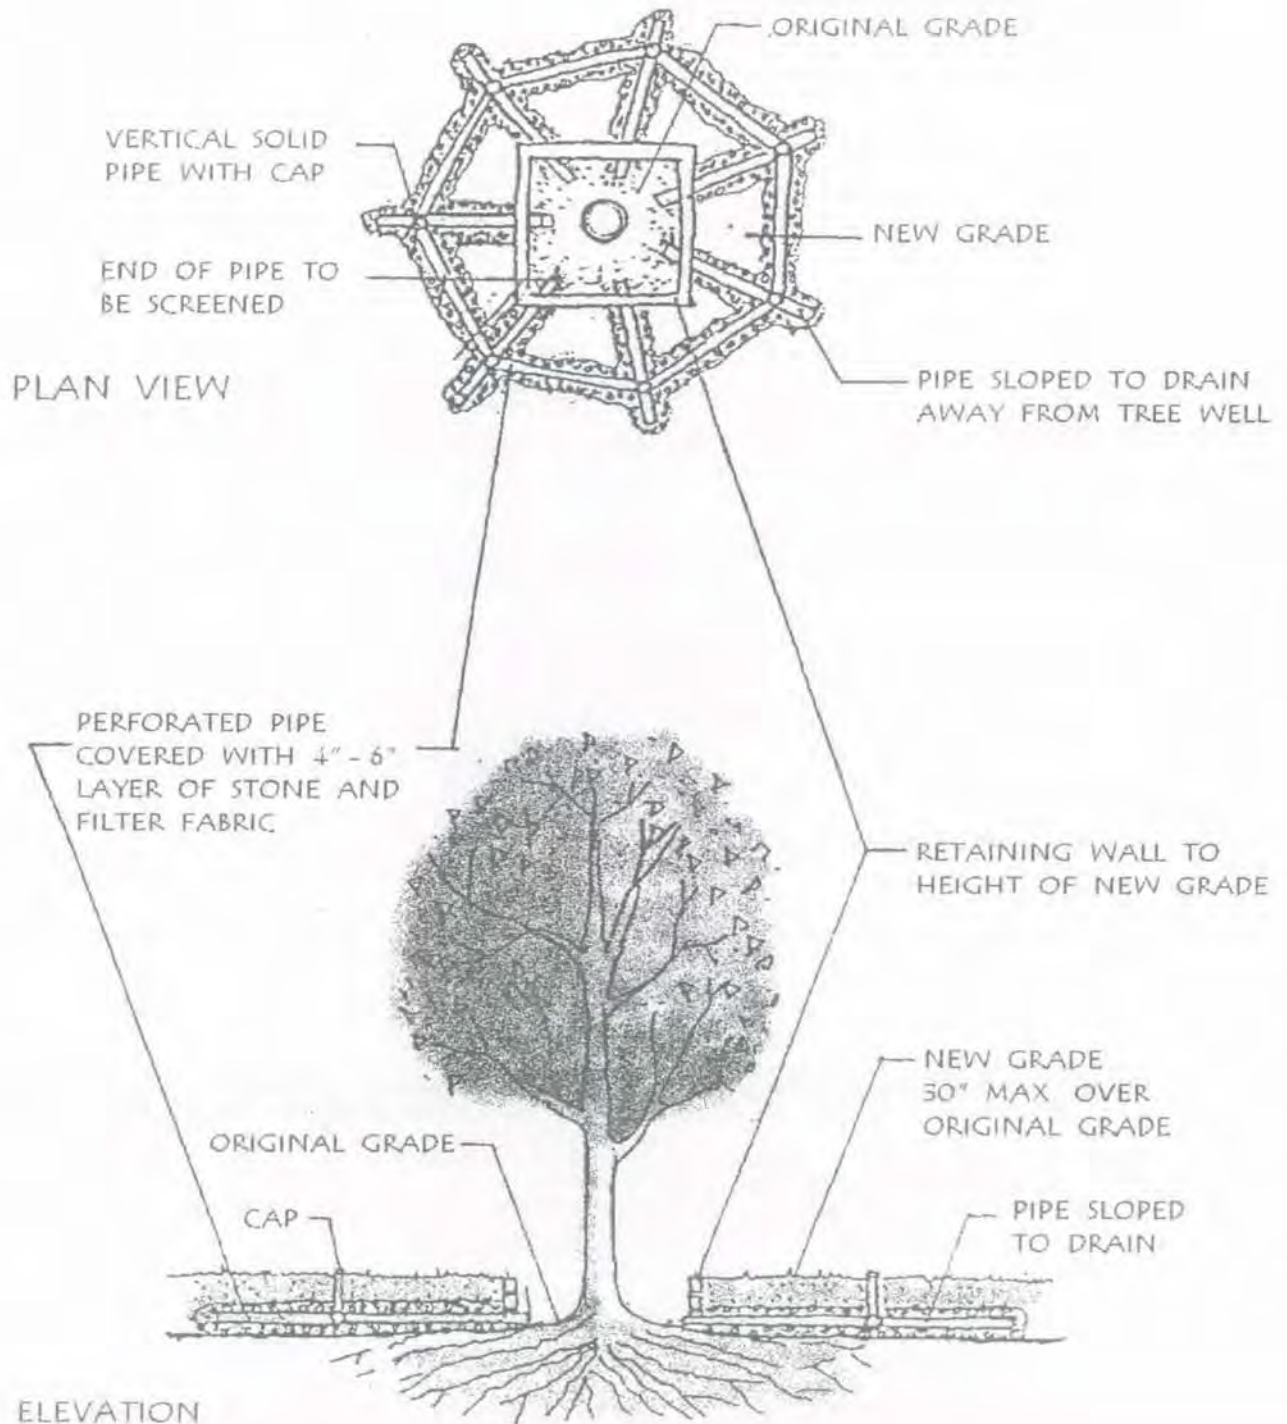 ORIGINAL GRADE
VERTICAL SOLID
PIPE WITH CAP
NEW GRADE
END OF PIPE TO
BE SCREENED
PLAN VIEW
PIPE SLOPED TO DRAIN
AWAY FROM TREE WELL
PERFORATED PIPE
COVERED WITH 4" - 6"
LAYER OF STONE AND
FILTER FABRIC
RETAINING WALL TO
HEIGHT OF NEW GRADE
NEW GRADE
30" MAX OVER
ORIGINAL GRADE
ORIGINAL GRADE
CAP
PIPE SLOPED
TO DRAIN
ELEVATION